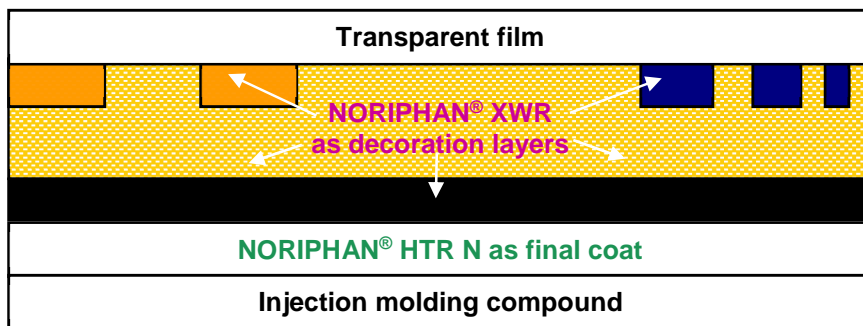 Transparent film
NORIPHAN® XWR
as decoration layers
NORIPHAN® HTR N as final coat
Injection molding compound